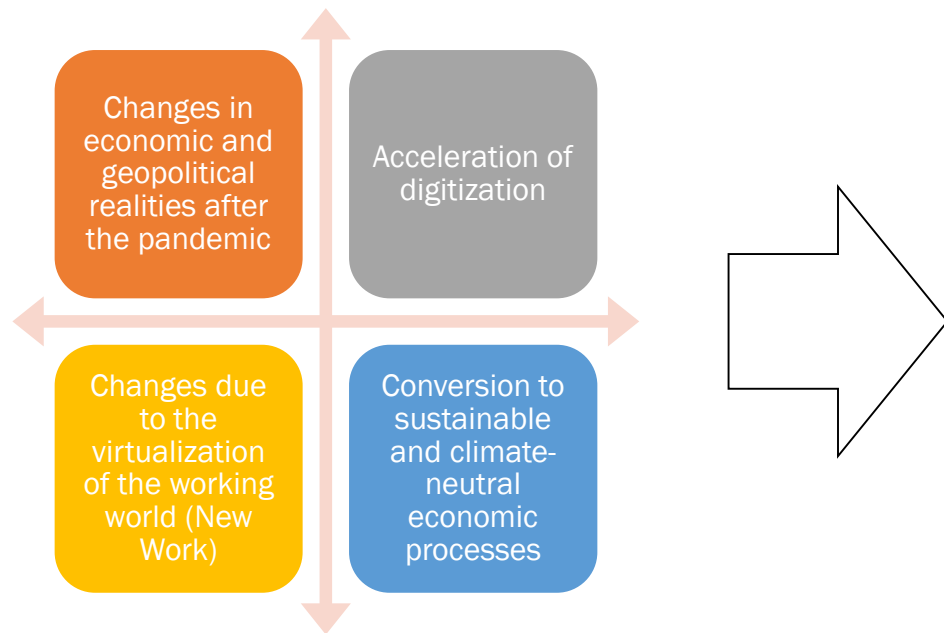 Changes in
economic and
geopolitical
realities after
the pandemic
Acceleration of
digitization
Changes due
to the
virtualization
of the working
world (New
Work)
Conversion to
sustainable
and climate-
neutral
economic
processes